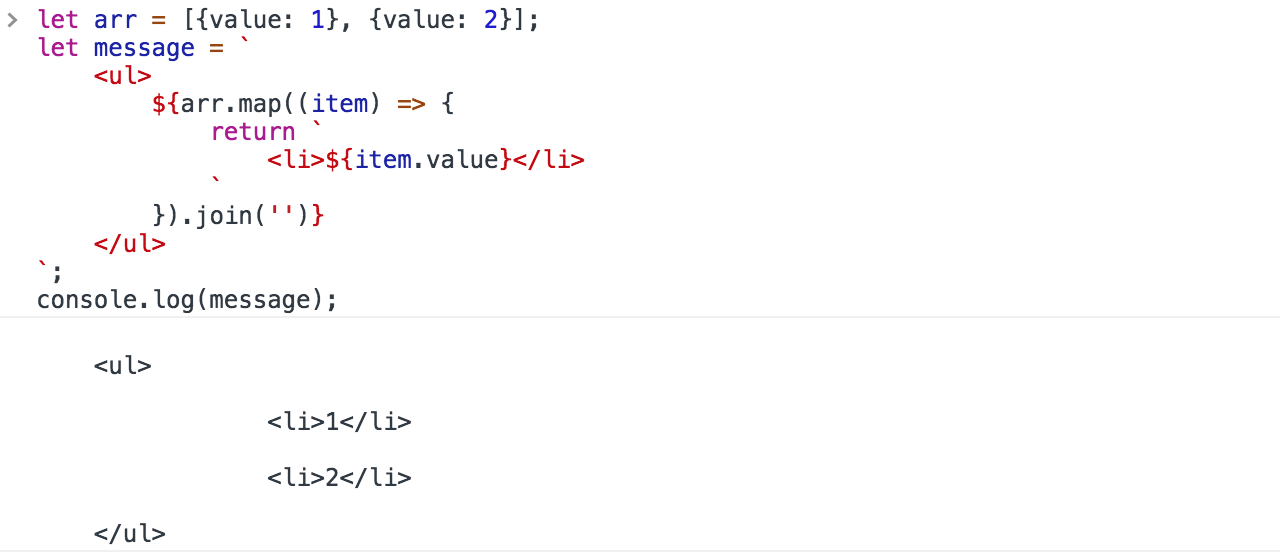 > let arr = [{value: 1}, {value: 2}];
let message = `
    <ul>
        ${arr.map((item) => {
            return `
                <li>${item.value}</li>
            `
        }).join('')}
    </ul>
`;
console.log(message);
    <ul>
                <li>1</li>
                <li>2</li>
    </ul>